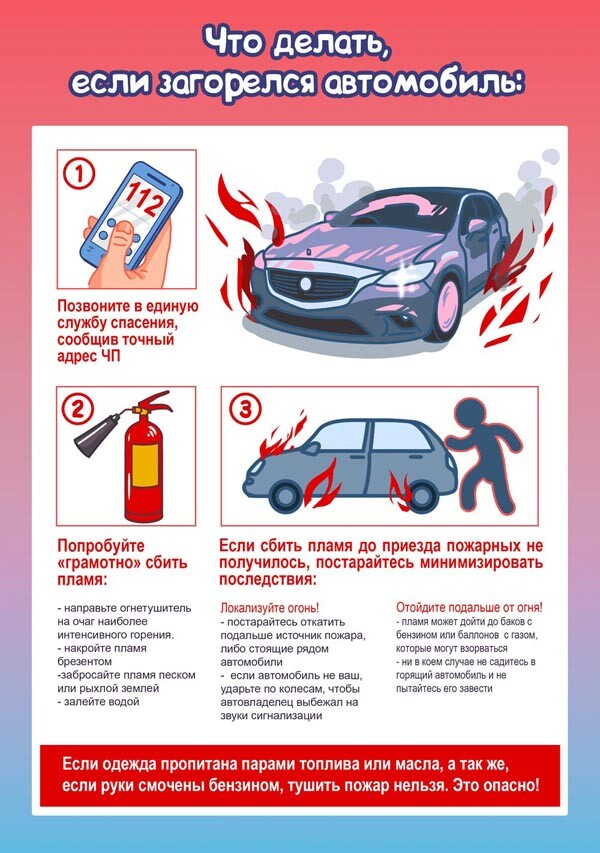 Что делать,
если загорелся автомобиль:
1
112
Позвоните в единую
службу спасения,
сообщив точный
адрес ЧП
2
Попробуйте
«грамотно» сбить
пламя:
- направьте огнетушитель
на очаг наиболее
интенсивного горения.
- накройте пламя
брезентом
-забросайте пламя песком
или рыхлой землей
- залейте водой
3
Если сбить пламя до приезда пожарных не
получилось, постарайтесь минимизировать
последствия:
Локализуйте огонь!
- постарайтесь откатить
подальше источник пожара,
либо стоящие рядом
автомобили
- если автомобиль не ваш,
ударьте по колесам, чтобы
автовладелец выбежал на
звуки сигнализации
Отойдите подальше от огня!
- пламя может дойти до баков с
бензином или баллонов с газом,
которые могут взорваться
- ни в коем случае не садитесь в
горящий автомобиль и не
пытайтесь его завести
Если одежда пропитана парами топлива или масла, а так же,
если руки смочены бензином, тушить пожар нельзя. Это опасно!